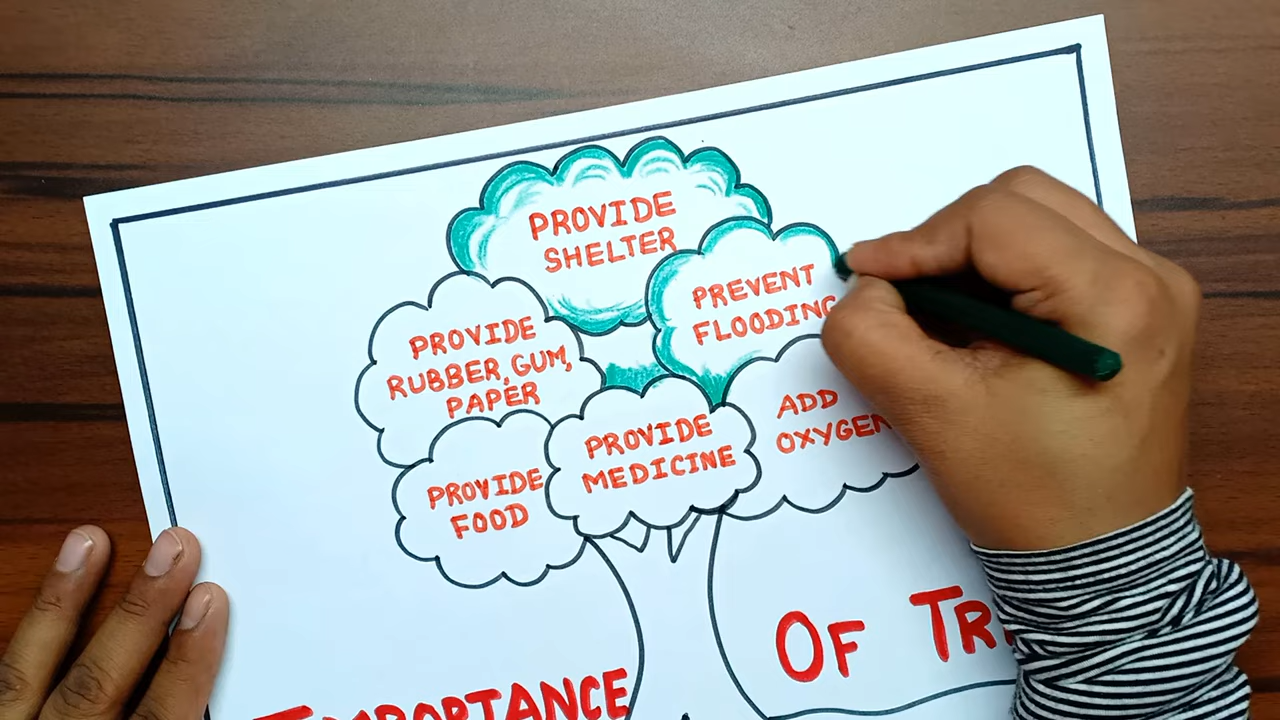 PROVIDE
SHELTER
PREVENT
FLOODING
PROVIDE
RUBBER, GUM,
PAPER
ADD
OXYGEN
PROVIDE
MEDICINE
PROVIDE
FOOD
IMPORTANCE
OF